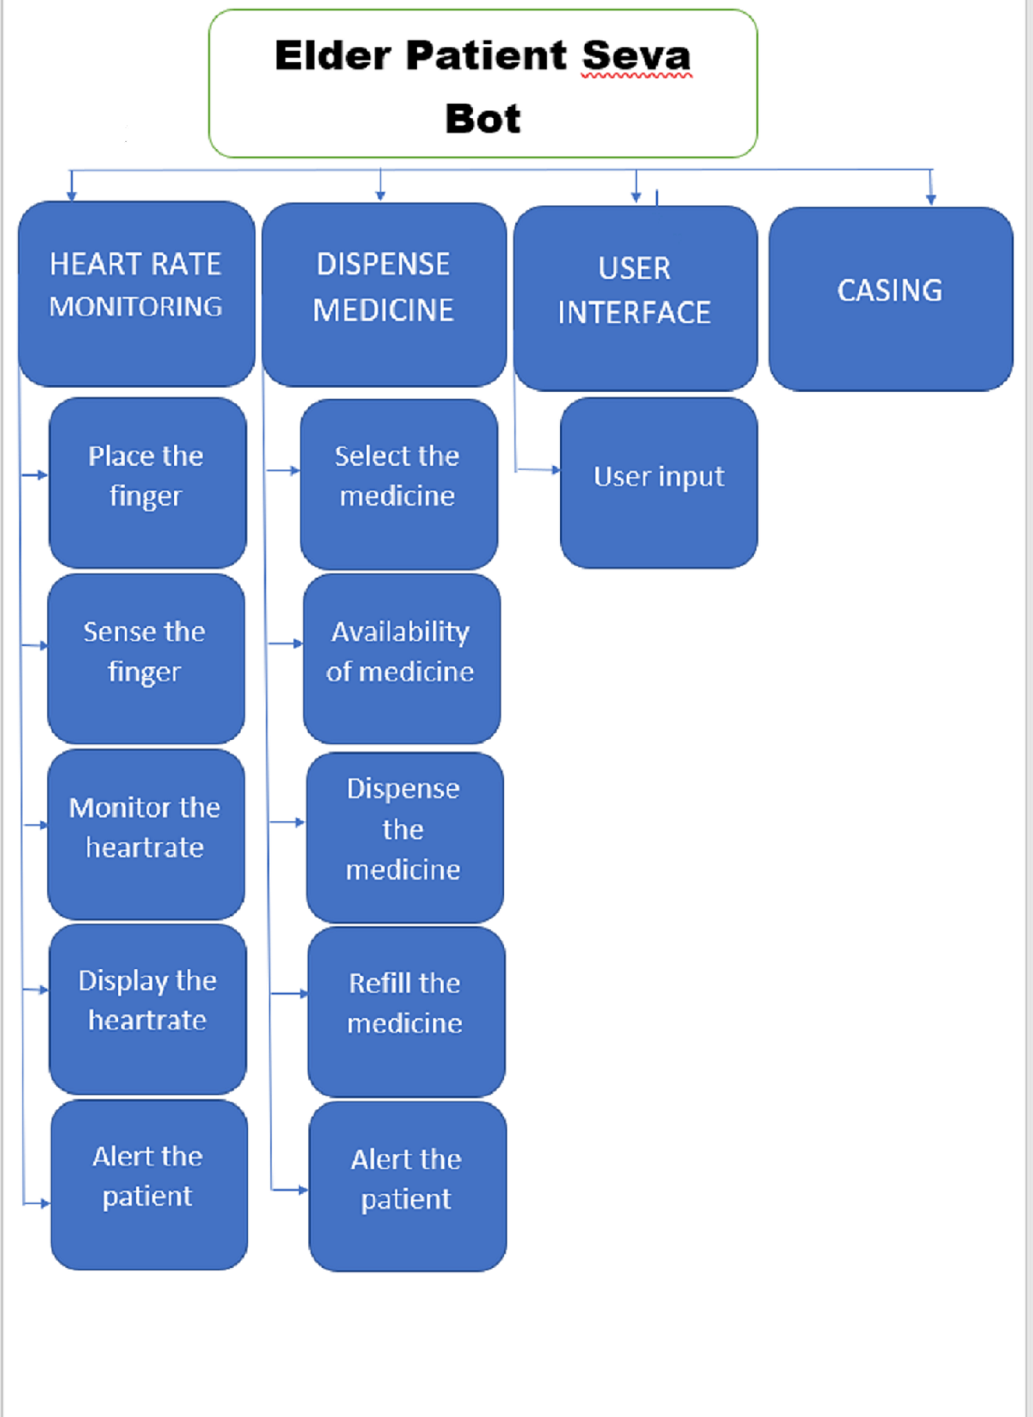 Elder Patient Seva
Bot
HEART RATE
MONITORING
DISPENSE
MEDICINE
USER
INTERFACE
CASING
Place the
finger
Sense the
finger
Monitor the
heartrate
Display the
heartrate
Alert the
patient
Select the
medicine
Availability
of medicine
Dispense
the
medicine
Refill the
medicine
Alert the
patient
User input